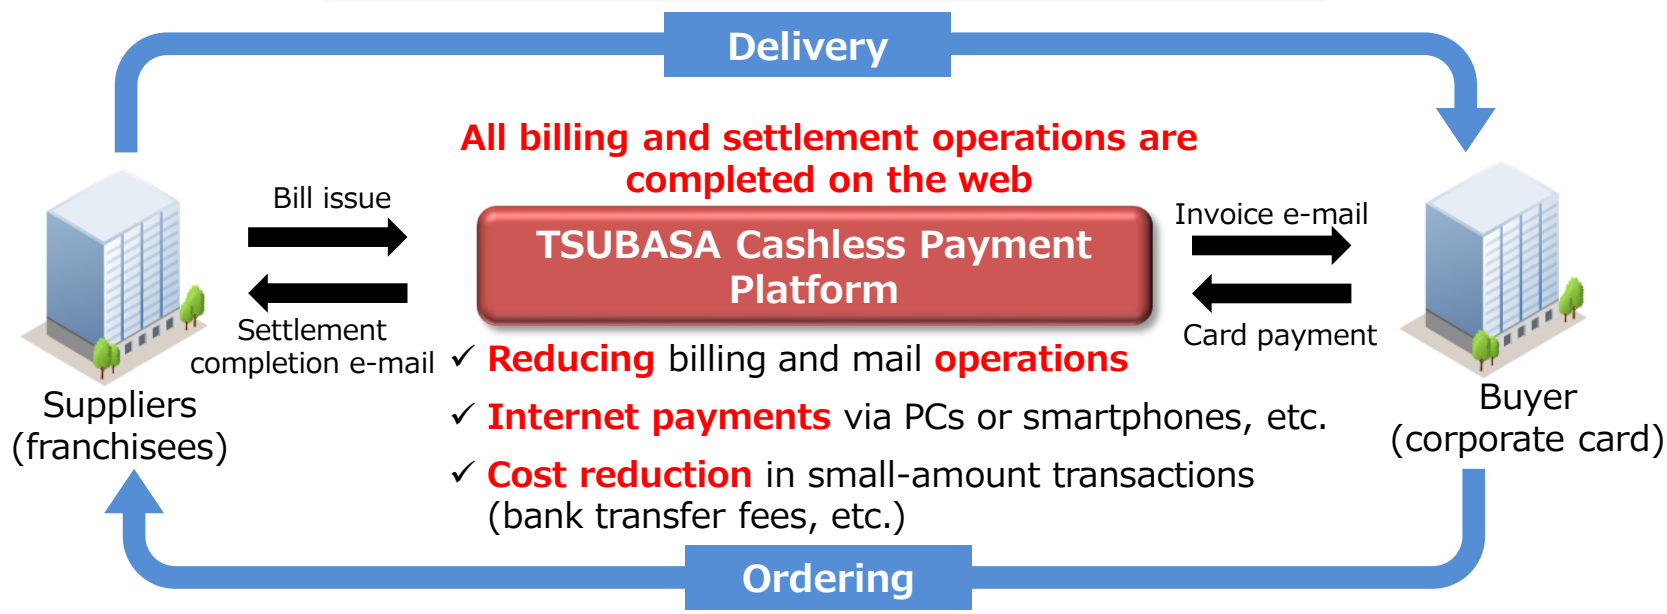 Delivery
All billing and settlement operations are
completed on the web
Bill issue
Invoice e-mail
TSUBASA Cashless Payment
Platform
Settlement
completion e-mail
Card payment
✓ Reducing billing and mail operations
Suppliers
(franchisees)
Buyer
(corporate card)
✓ Internet payments via PCs or smartphones, etc.
✓ Cost reduction in small-amount transactions
(bank transfer fees, etc.)
Ordering